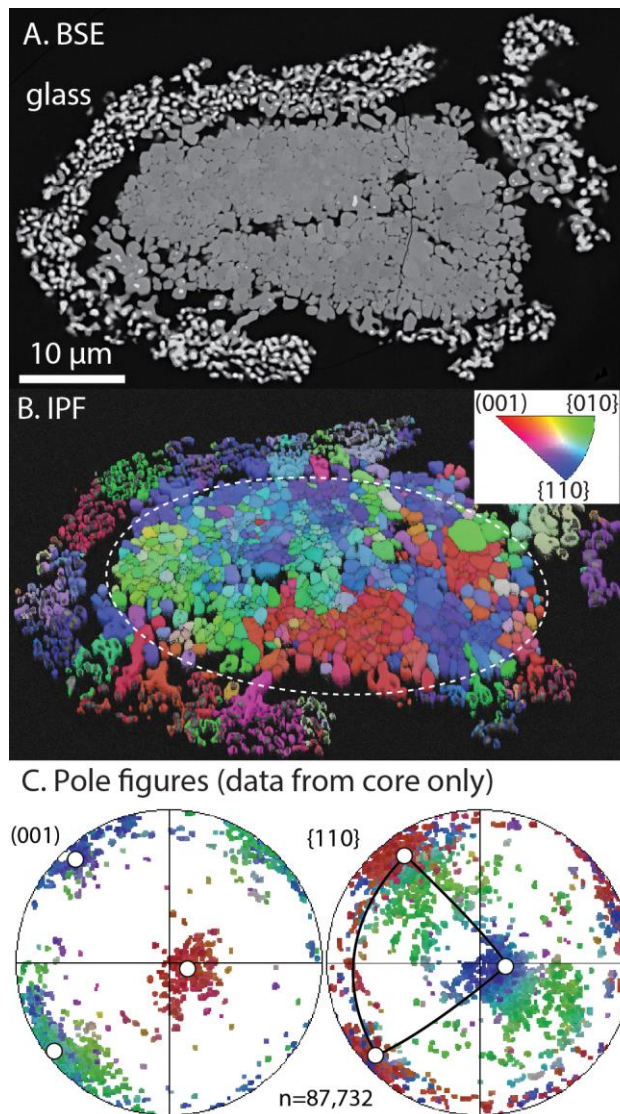 A. BSE
glass
10 µm
B. IPF
(001) {010}
{110}
C. Pole figures (data from core only)
(001) {110}
n=87,732